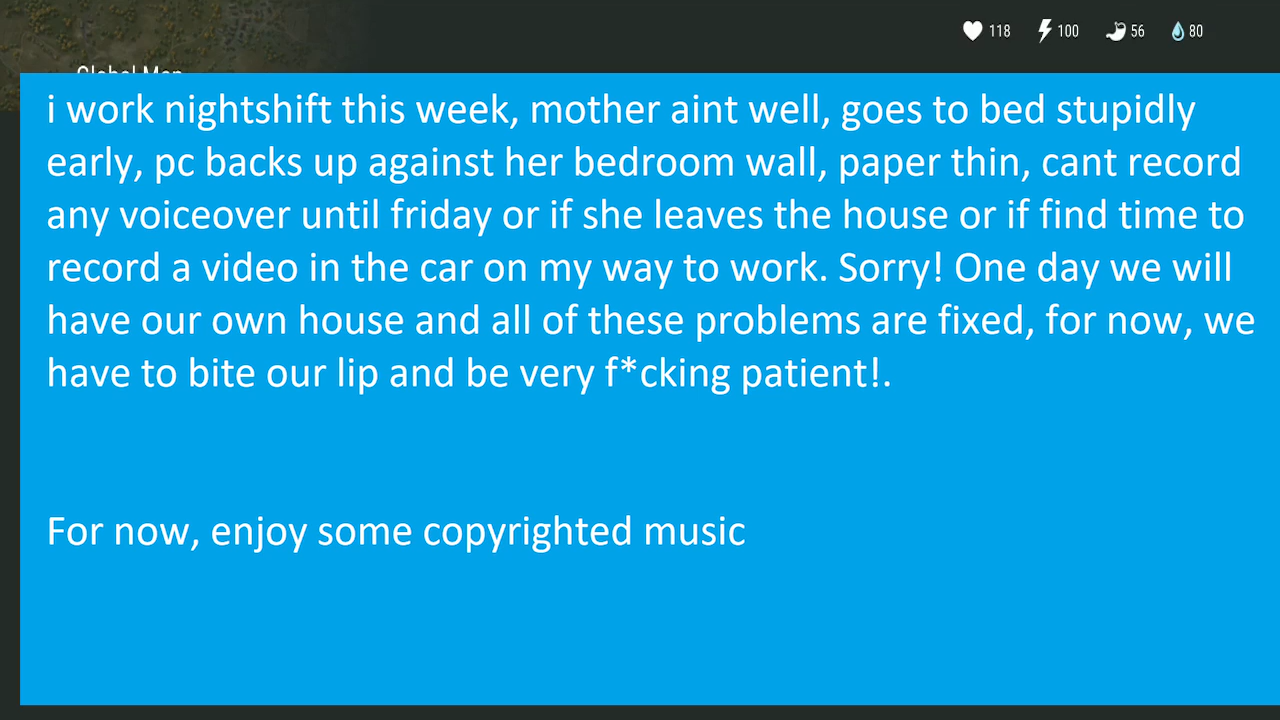 118 100 56 80
Global Map
i work nightshift this week, mother aint well, goes to bed stupidly
early, pc backs up against her bedroom wall, paper thin, cant record
any voiceover until friday or if she leaves the house or if find time to
record a video in the car on my way to work. Sorry! One day we will
have our own house and all of these problems are fixed, for now, we
have to bite our lip and be very f*cking patient!.
For now, enjoy some copyrighted music